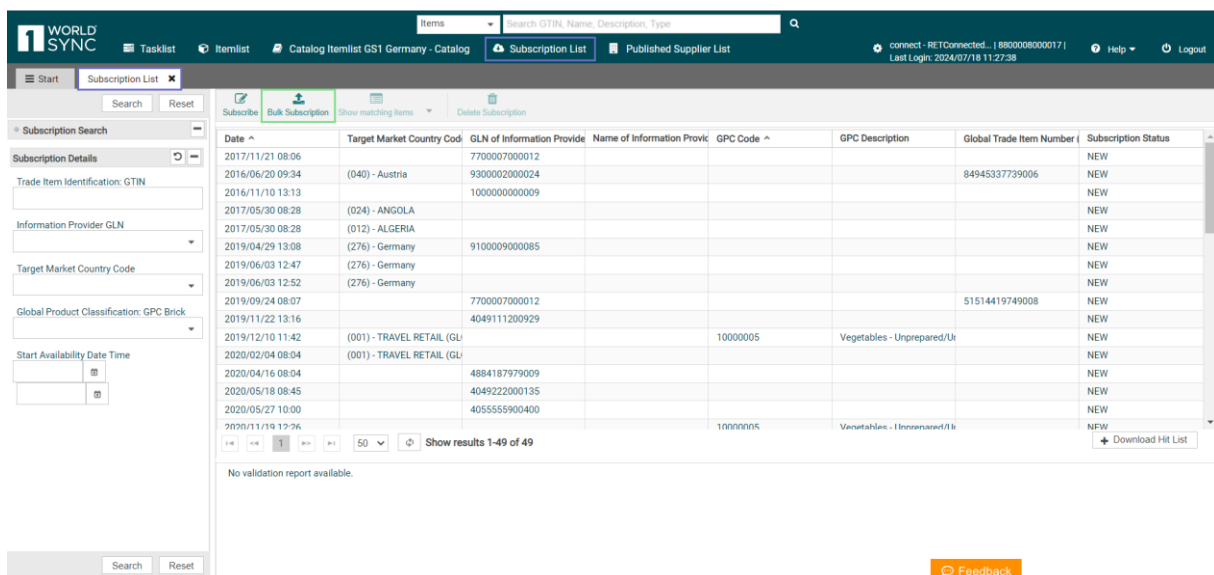 WORLD
SYNC
Items
Search GTIN, Name, Description, Type
Tasklist
Itemlist
Catalog Itemlist GS1 Germany - Catalog
Subscription List
Published Supplier List
connect - RETConnected... | 8800008000017 |
Last Login: 2024/07/18 11:27:38
Help
Logout
Start
Subscription List
Search Reset
Subscribe Bulk Subscription Show matching items Delete Subscription
Subscription Search
Subscription Details
Trade Item Identification: GTIN
Information Provider GLN
Target Market Country Code
Global Product Classification: GPC Brick
Start Availability Date Time
Date Target Market Country Cod GLN of Information Provide Name of Information Provic GPC Code GPC Description Global Trade Item Number ( Subscription Status
2017/11/21 08:06 7700007000012 NEW
2016/06/20 09:34 (040) - Austria 9300002000024 84945337739006 NEW
2016/11/10 13:13 1000000000009 NEW
2017/05/30 08:28 (024) - ANGOLA NEW
2017/05/30 08:28 (012) - ALGERIA NEW
2019/04/29 13:08 (276) - Germany 9100009000085 NEW
2019/06/03 12:47 (276) - Germany NEW
2019/06/03 12:52 (276) - Germany NEW
2019/09/24 08:07 7700007000012 51514419749008 NEW
2019/11/22 13:16 4049111200929 NEW
2019/12/10 11:42 (001) - TRAVEL RETAIL (GL 10000005 Vegetables - Unprepared/Ur NEW
2020/02/04 08:04 (001) - TRAVEL RETAIL (GL NEW
2020/04/16 08:04 4884187979009 NEW
2020/05/18 08:45 4049222000135 NEW
2020/05/27 10:00 4055555900400 NEW
2020/11/19 12:26 10000005 Vegetables - Unprepared/Ur NEW
1 50 Show results 1-49 of 49
Download Hit List
No validation report available.
Search Reset
Feedback